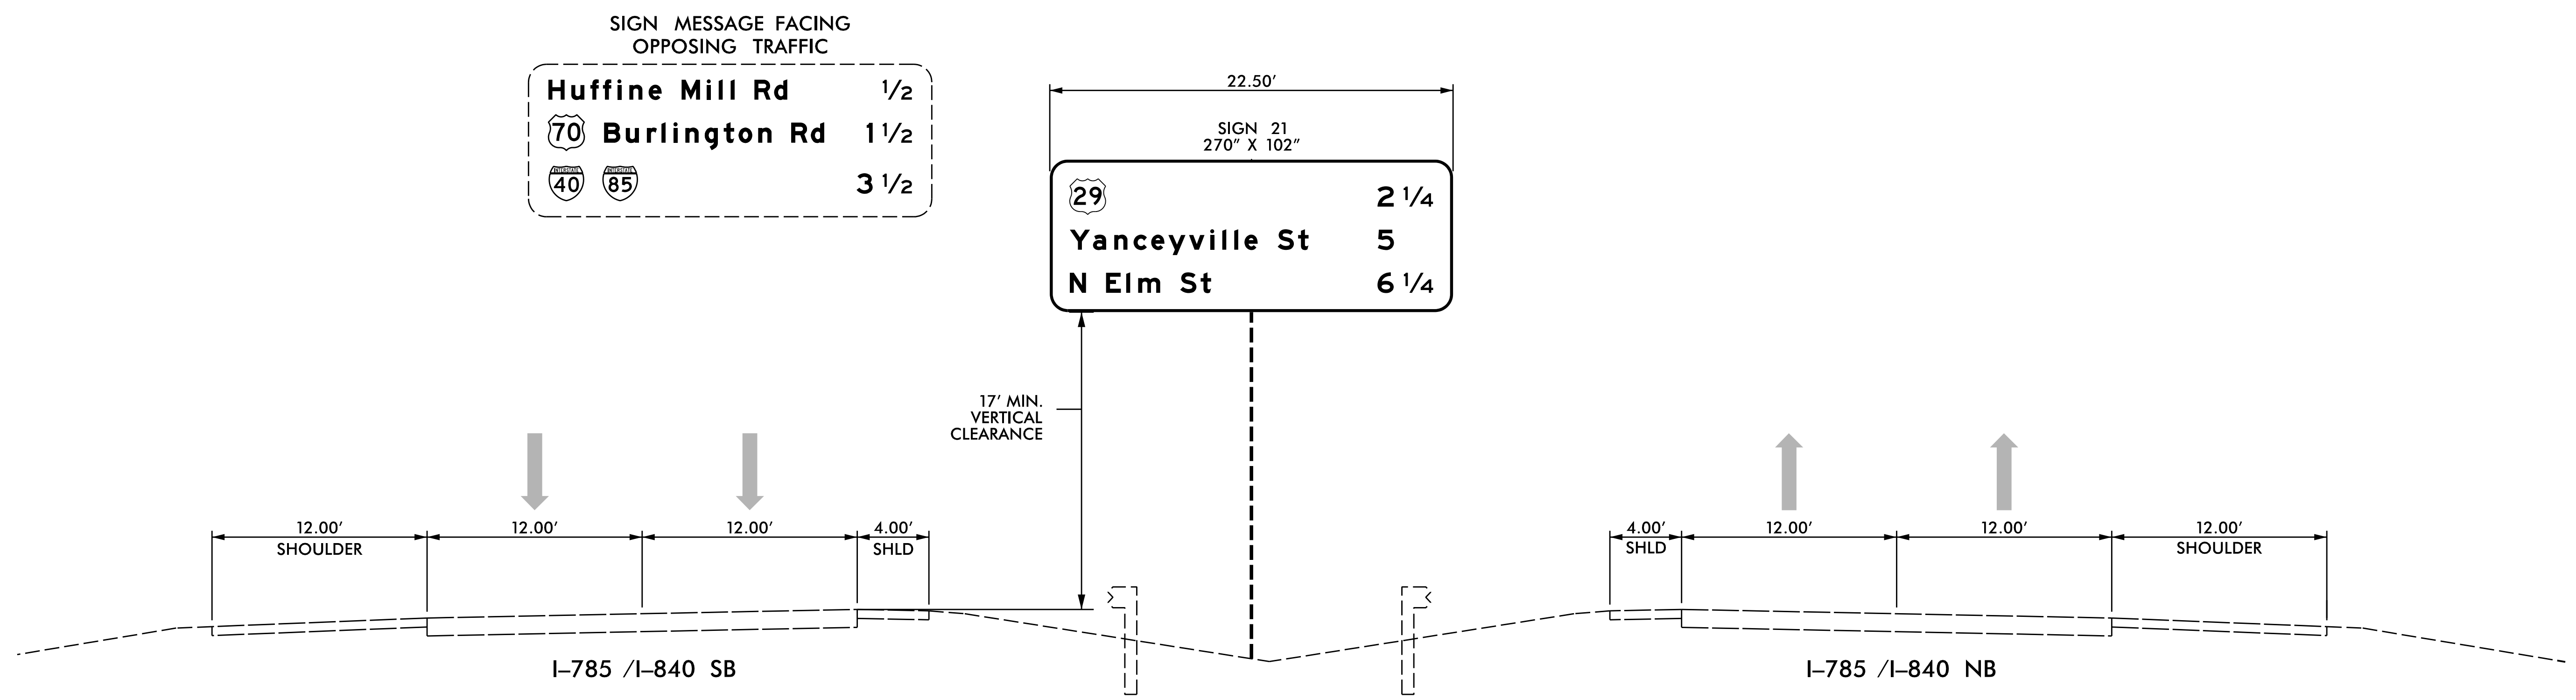 SIGN MESSAGE FACING
OPPOSING TRAFFIC
Huffine Mill Rd 1/2
70 Burlington Rd 1 1/2
INTERSTATE 40 INTERSTATE 85 3 1/2
22.50'
SIGN 21
270" X 102"
29 2 1/4
Yanceyville St 5
N Elm St 6 1/4
17' MIN.
VERTICAL
CLEARANCE
12.00' 12.00' 12.00' 4.00'
SHOULDER SHLD
4.00' 12.00' 12.00' 12.00'
SHLD SHOULDER
I-785 /I-840 SB
I-785 /I-840 NB